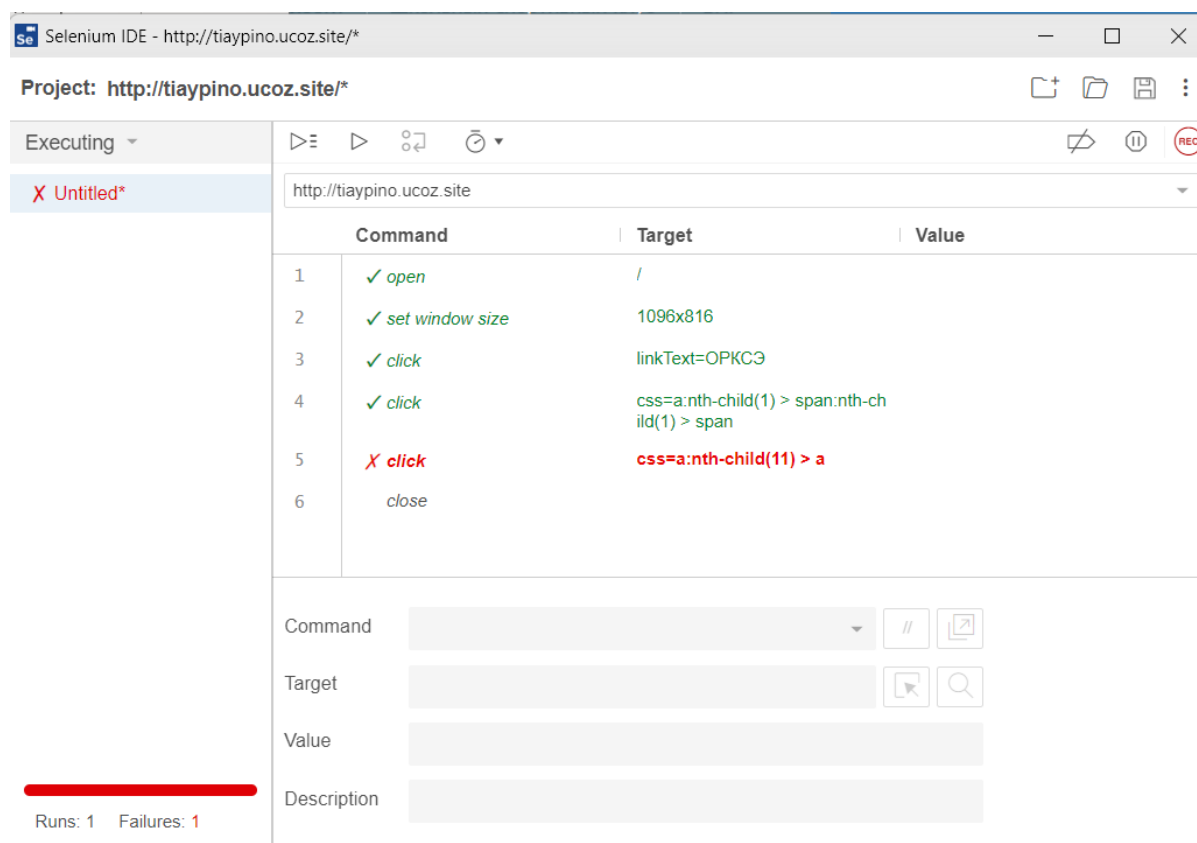 Se Selenium IDE - http://tiaypino.ucoz.site/*
Project: http://tiaypino.ucoz.site/*
Executing
REC
X Untitled*
http://tiaypino.ucoz.site
Command Target Value
1 ✓ open /
2 ✓ set window size 1096x816
3 ✓ click linkText=ОРКСЭ
4 ✓ click css=a:nth-child(1) > span:nth-ch
ild(1) > span
5 ✗ click css=a:nth-child(11) > a
6 close
Command //
Target
Value
Description
Runs: 1 Failures: 1